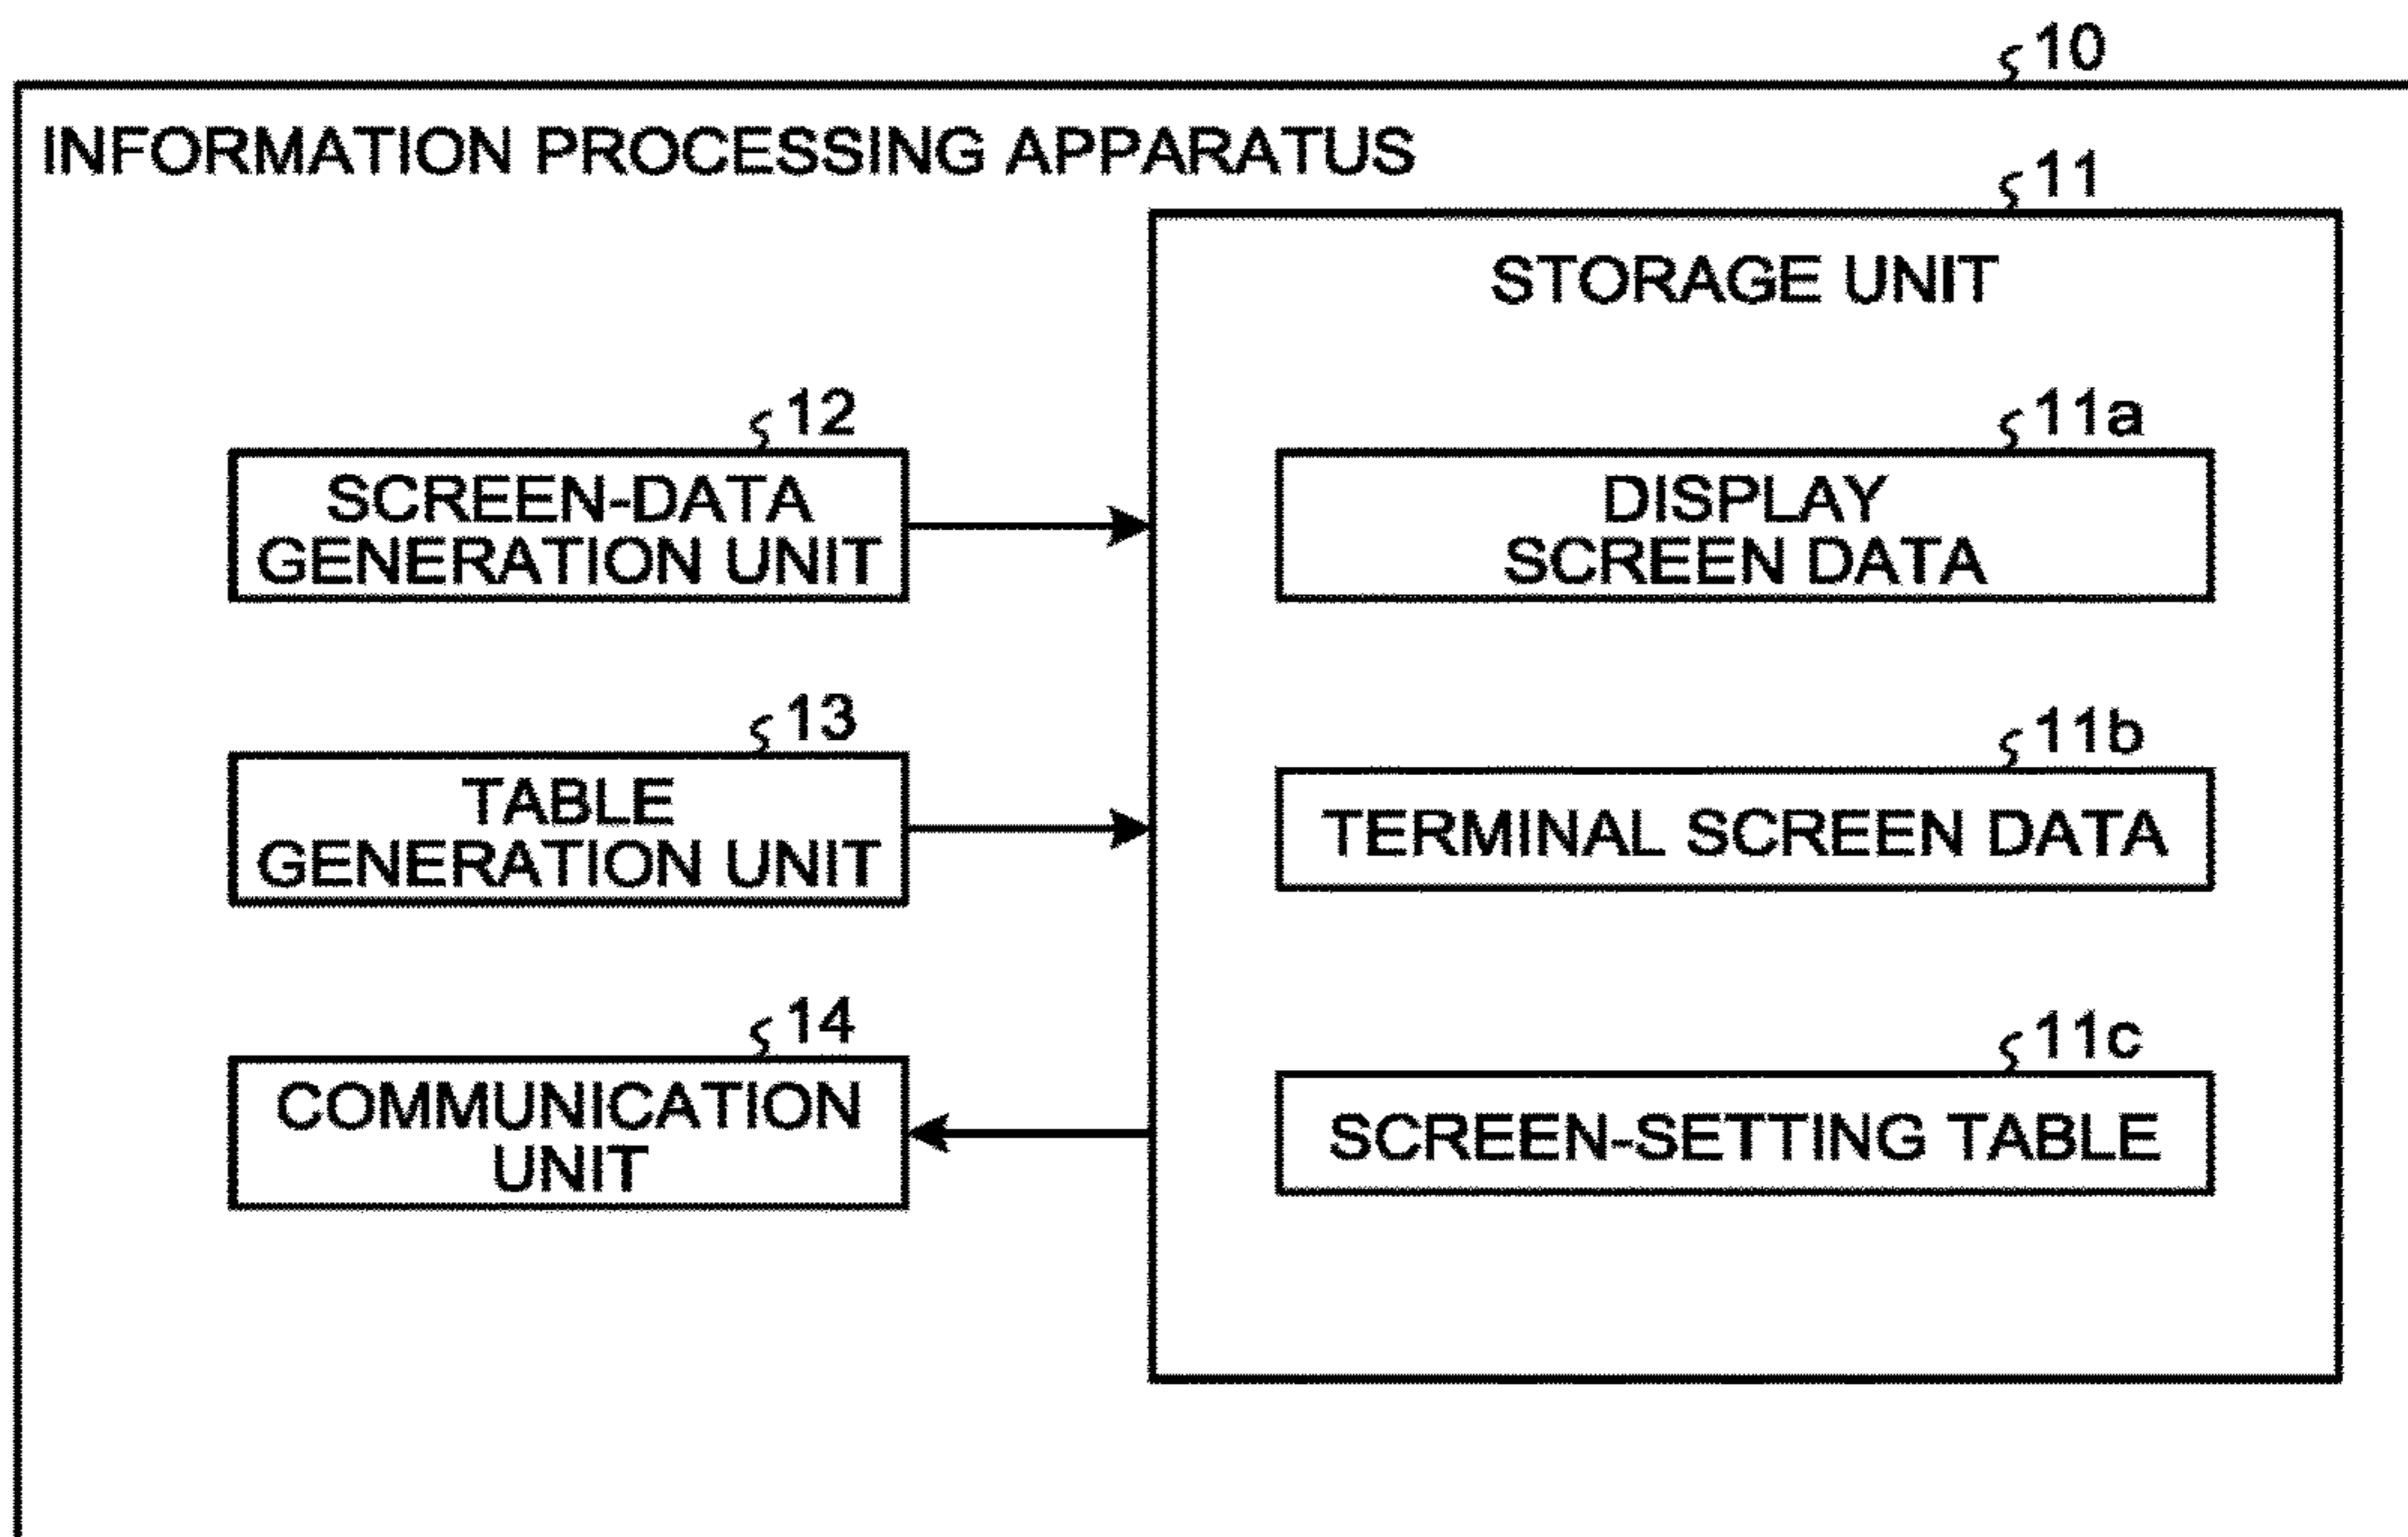 10
INFORMATION PROCESSING APPARATUS
11
STORAGE UNIT
12
SCREEN-DATA
GENERATION UNIT
11a
DISPLAY
SCREEN DATA
13
TABLE
GENERATION UNIT
11b
TERMINAL SCREEN DATA
14
COMMUNICATION
UNIT
11c
SCREEN-SETTING TABLE